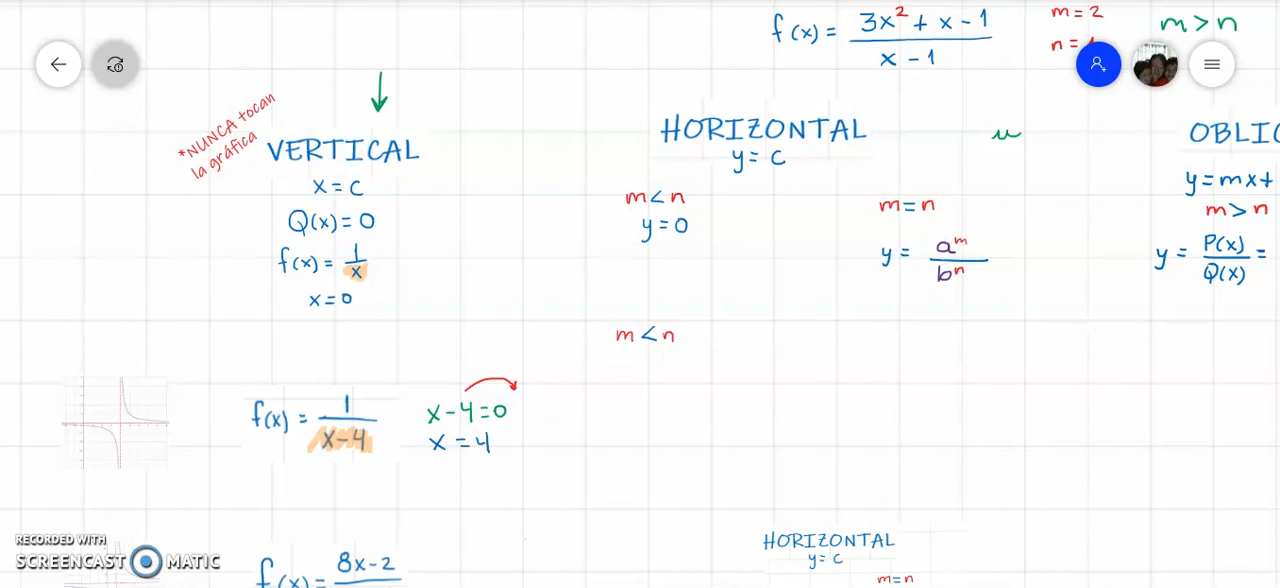 f(x) = 3x² + x - 1 / x - 1
m = 2
m > n
*NUNCA tocan
la gráfica
VERTICAL
x = c
Q(x) = 0
f(x) = 1 / x
x = 0
HORIZONTAL
y = c
m < n
y = 0
m = n
y = aᵐ / bⁿ
m < n
OBLIC
y = mx +
m > n
y = P(x) / Q(x) =
f(x) = 1 / x-4
x - 4 = 0
x = 4
f(x) = 8x - 2
HORIZONTAL
y = c
m = n
RECORDED WITH
SCREENCAST MATIC